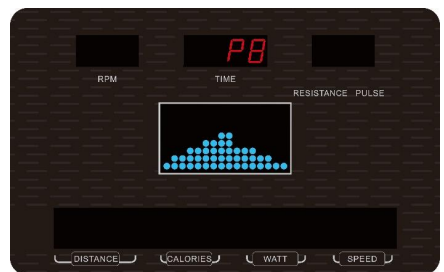 P8
RPM
TIME
RESISTANCE PULSE
DISTANCE
CALORIES
WATT
SPEED